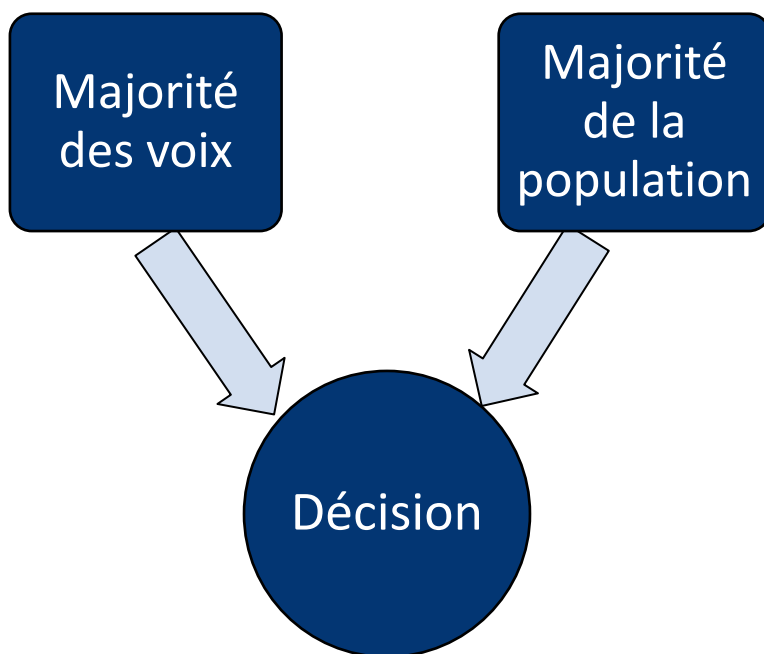 Majorité
des voix
Majorité
de la
population
Décision